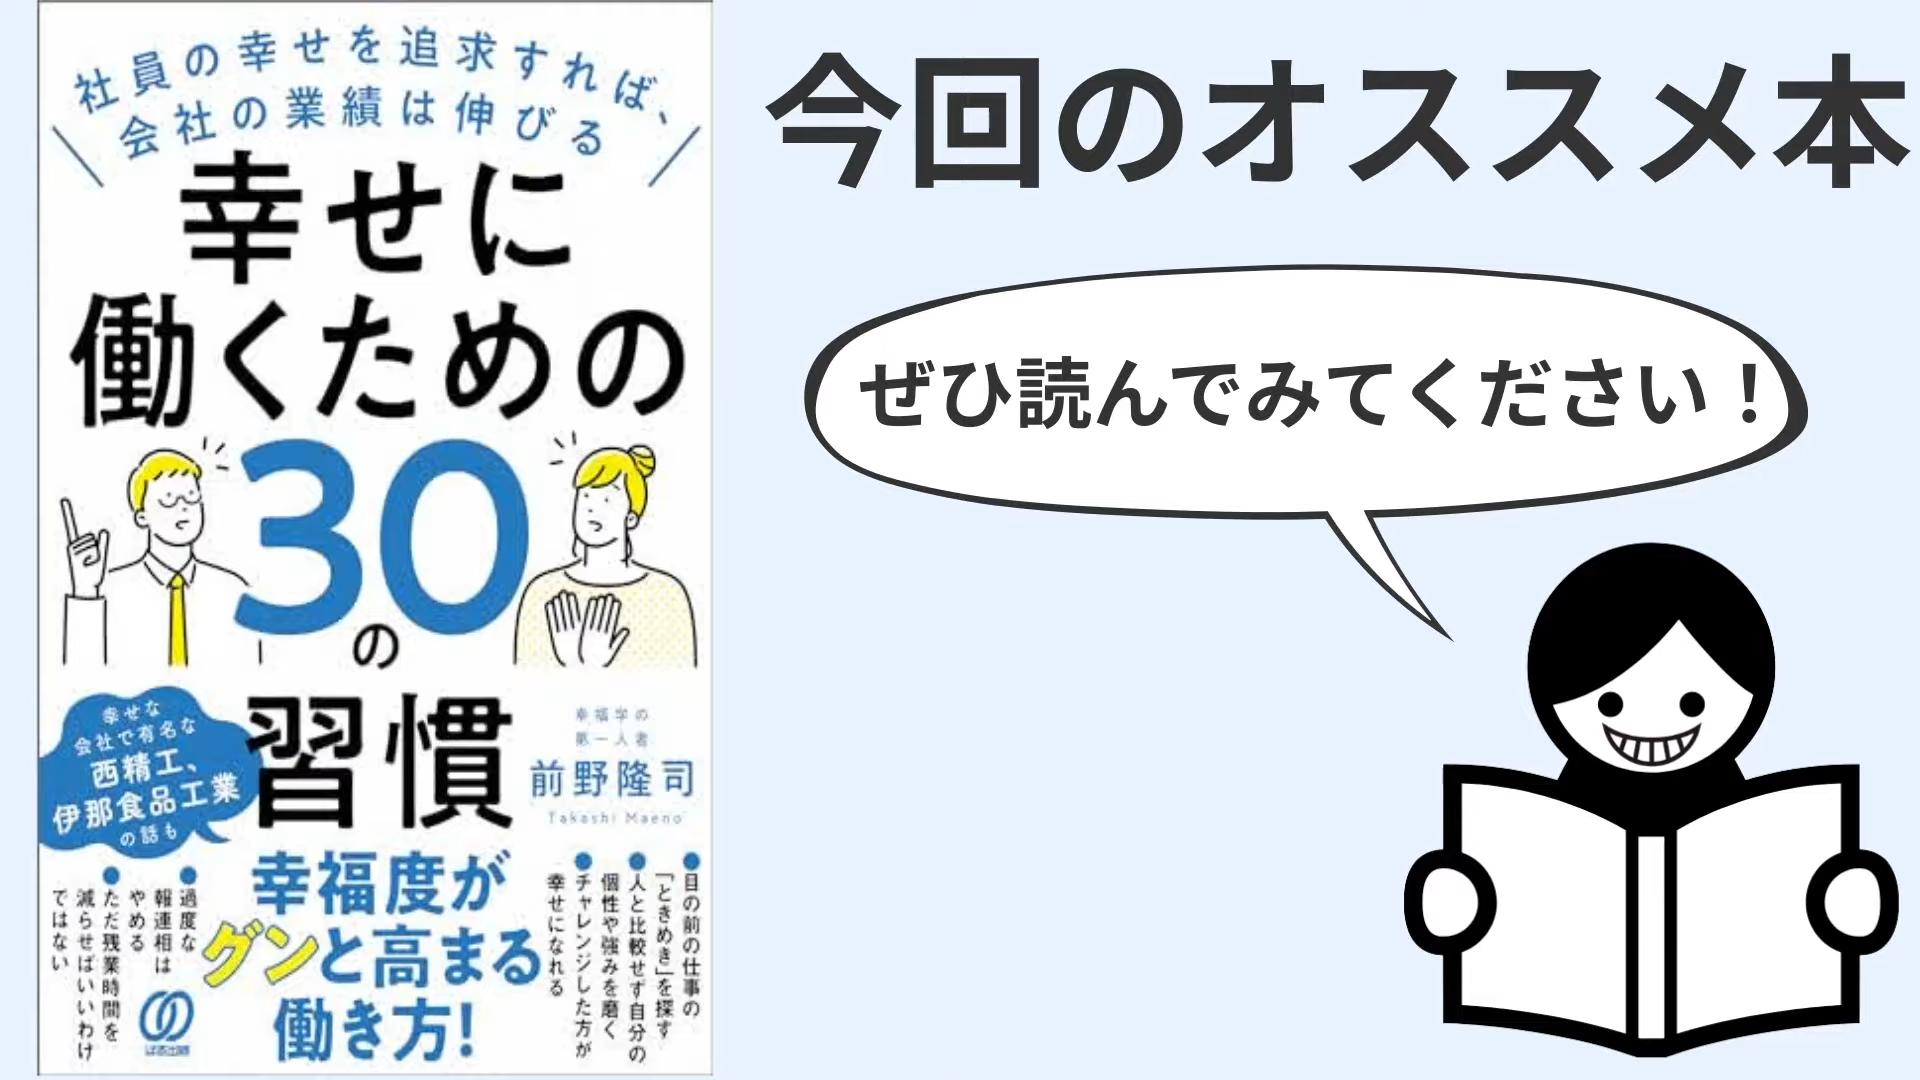 社員の幸せを追求すれば、
会社の業績は伸びる
幸せに
働くための
30
の
習慣
幸せな
会社で有名な
西精工、
伊那食品工業
の話も
幸福学の
第一人者
前野隆司
Takashi Maeno
幸福度が
グンと高まる
働き方!
●目の前の仕事の
「ときめき」を探す
●人と比較せず自分の
個性や強みを磨く
●チャレンジした方が
幸せになれる
●過度な
報連相は
やめる
●ただ残業時間を
減らせばいいわけ
ではない
ぱる出版
今回のオススメ本
ぜひ読んでみてください！